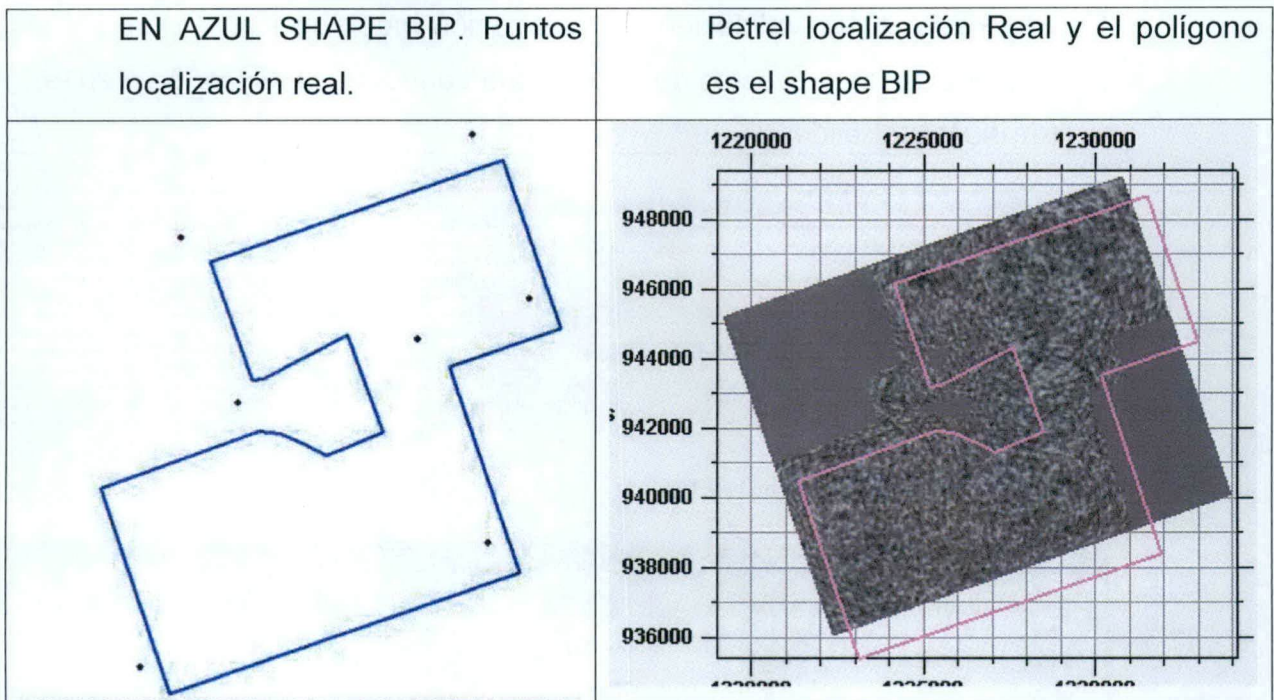 EN AZUL SHAPE BIP. Puntos
localización real.
Petrel localización Real y el polígono
es el shape BIP
1220000 1225000 1230000
948000
946000
944000
942000
940000
938000
936000